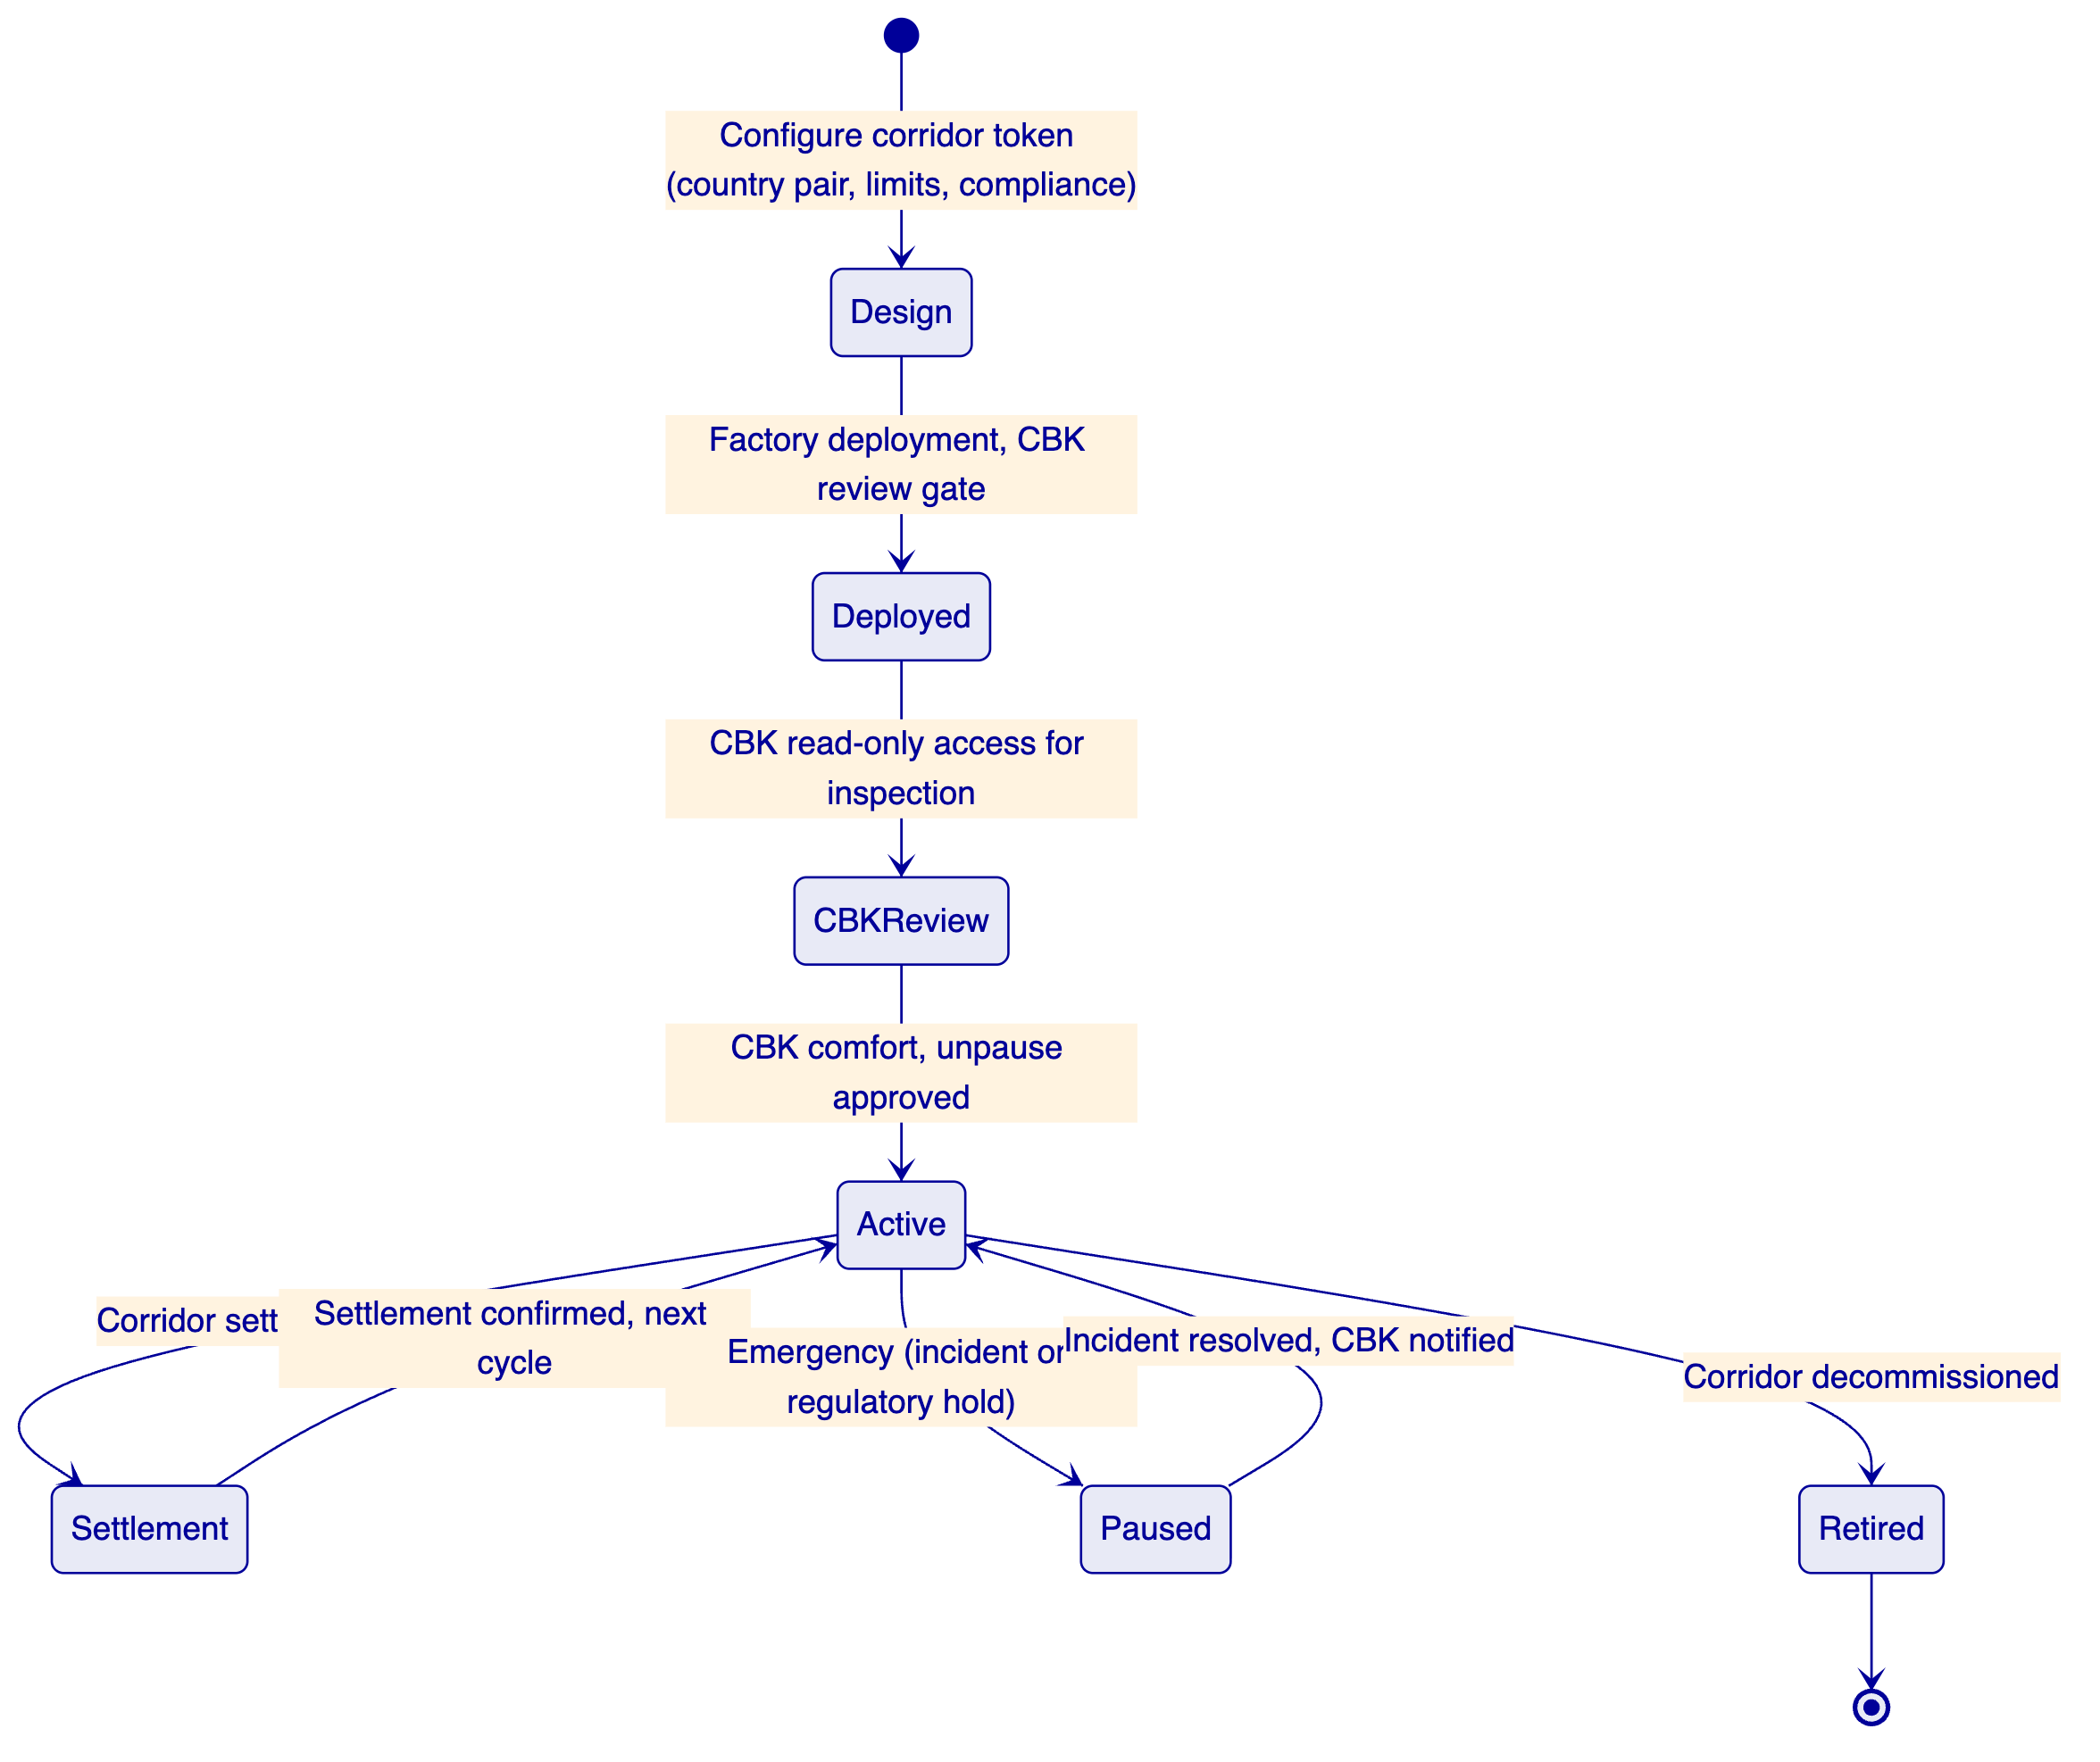 Configure corridor token
(country pair, limits, compliance)
Design
Factory deployment, CBK
review gate
Deployed
CBK read-only access for
inspection
CBKReview
CBK comfort, unpause
approved
Active
Corridor
Settlement confirmed, next
cycle
Emergency (incident or
regulatory hold)
Incident resolved, CBK notified
Corridor decommissioned
Settlement
Paused
Retired